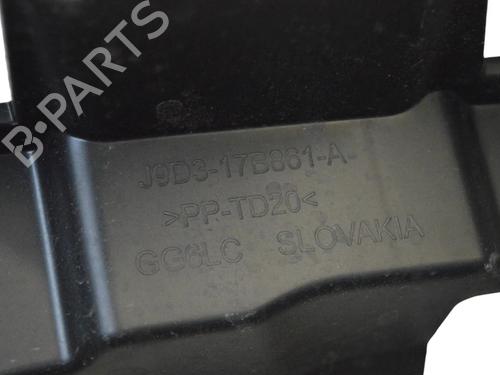 B-PARTS
J9D3-17B861-A
>PP-TD20<
GG6LC SLOVAKIA